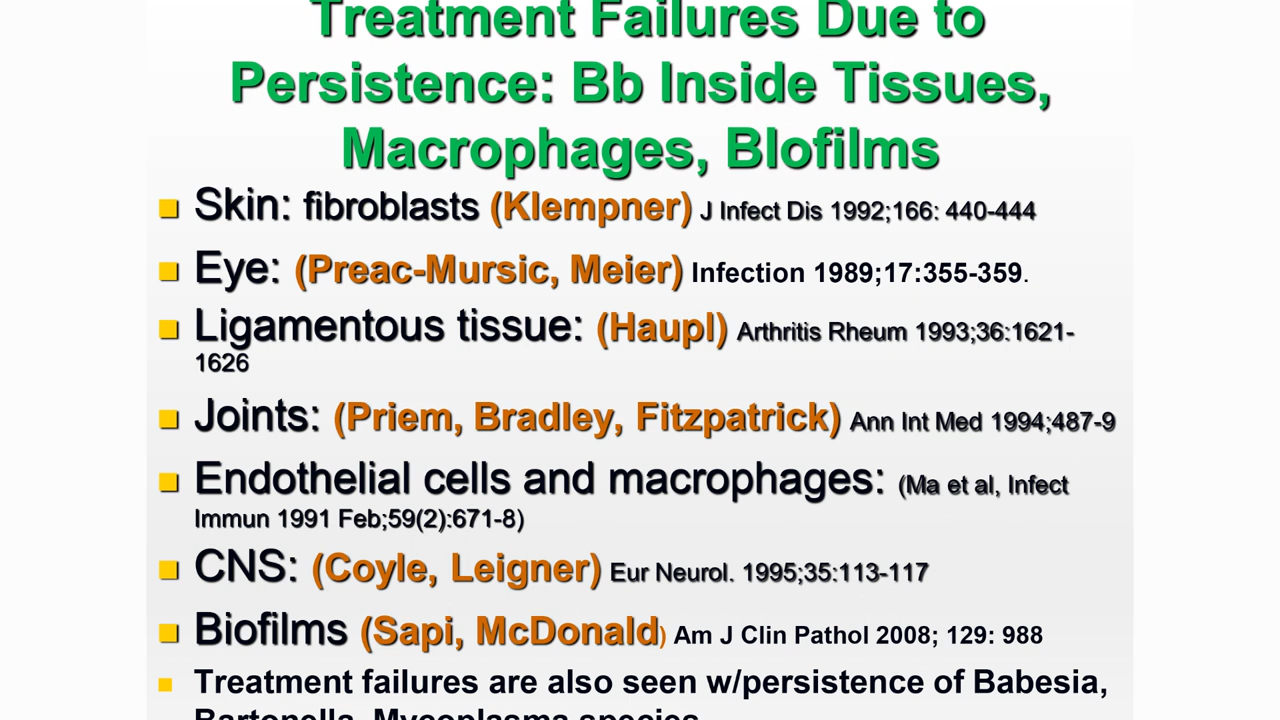 Treatment Failures Due to
Persistence: Bb Inside Tissues,
Macrophages, BIofilms
Skin: fibroblasts (Klempner) J Infect Dis 1992;166: 440-444
Eye: (Preac-Mursic, Meier) Infection 1989;17:355-359.
Ligamentous tissue: (Haupl) Arthritis Rheum 1993;36:1621-
1626
Joints: (Priem, Bradley, Fitzpatrick) Ann Int Med 1994;487-9
Endothelial cells and macrophages: (Ma et al, Infect
Immun 1991 Feb;59(2):671-8)
CNS: (Coyle, Leigner) Eur Neurol. 1995;35:113-117
Biofilms (Sapi, McDonald) Am J Clin Pathol 2008; 129: 988
Treatment failures are also seen w/persistence of Babesia,
Bartonella, Mycoplasma species